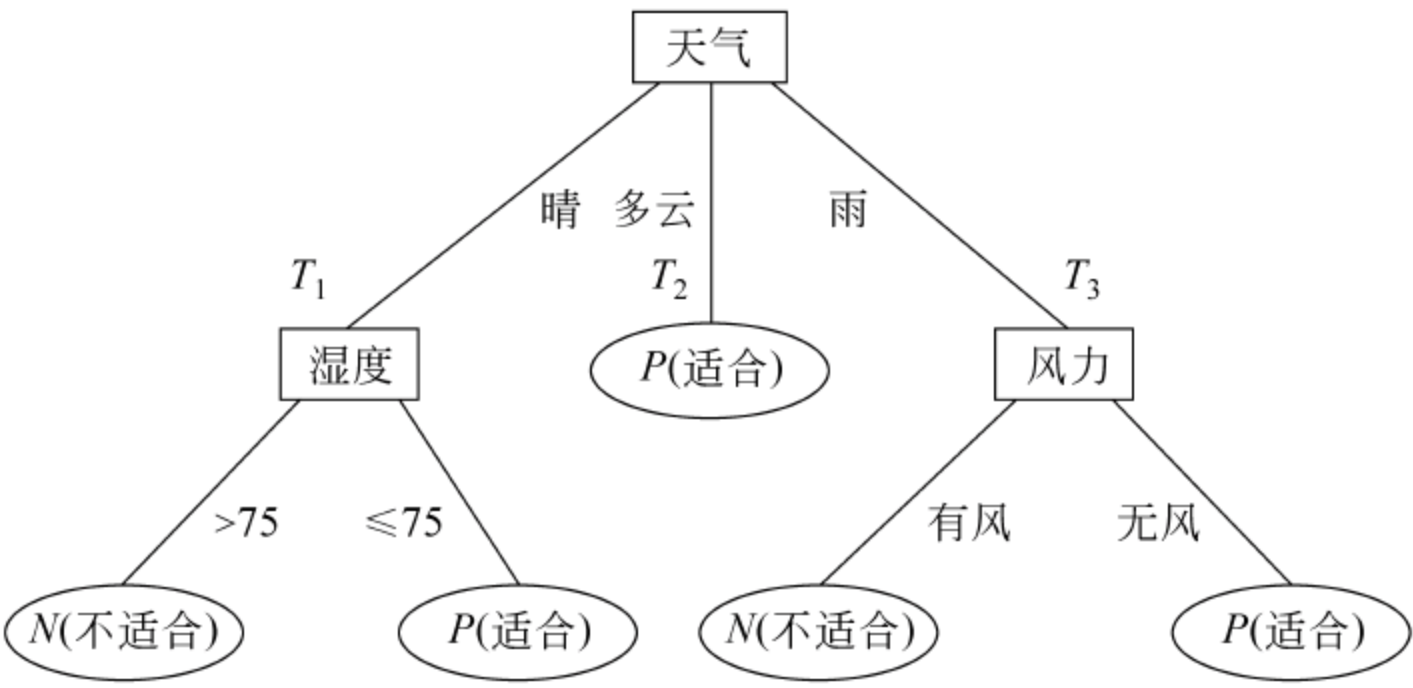 天气
晴 多云 雨
T₁ T₂ T₃
湿度 P(适合) 风力
>75 ≤75 有风 无风
N(不适合) P(适合) N(不适合) P(适合)